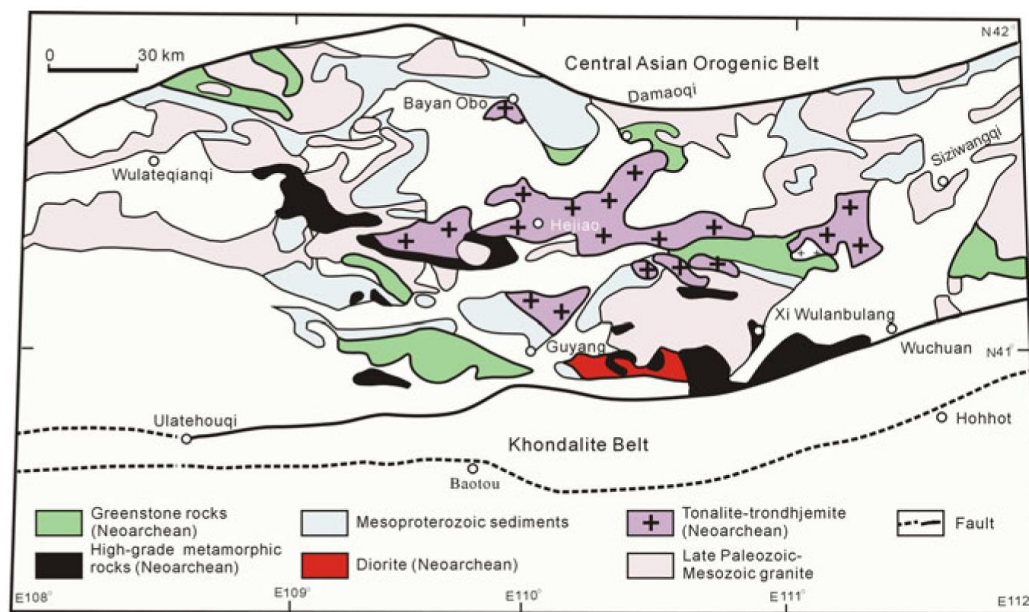 N42°
0 30 km
Central Asian Orogenic Belt
Damaoqi
Bayan Obo
Siziwangqi
Wulateqianqi
Hejiao
Xi Wulanbulang
Guyang
Wuchuan
N41°
Ulatehouqi
Hohhot
Khondalite Belt
Baotou
Greenstone rocks
(Neoarchean)
Mesoproterozoic sediments
Tonalite-trondhjemite
(Neoarchean)
Fault
High-grade metamorphic
rocks (Neoarchean)
Diorite (Neoarchean)
Late Paleozoic-
Mesozoic granite
E108°
E109°
E110°
E111°
E112